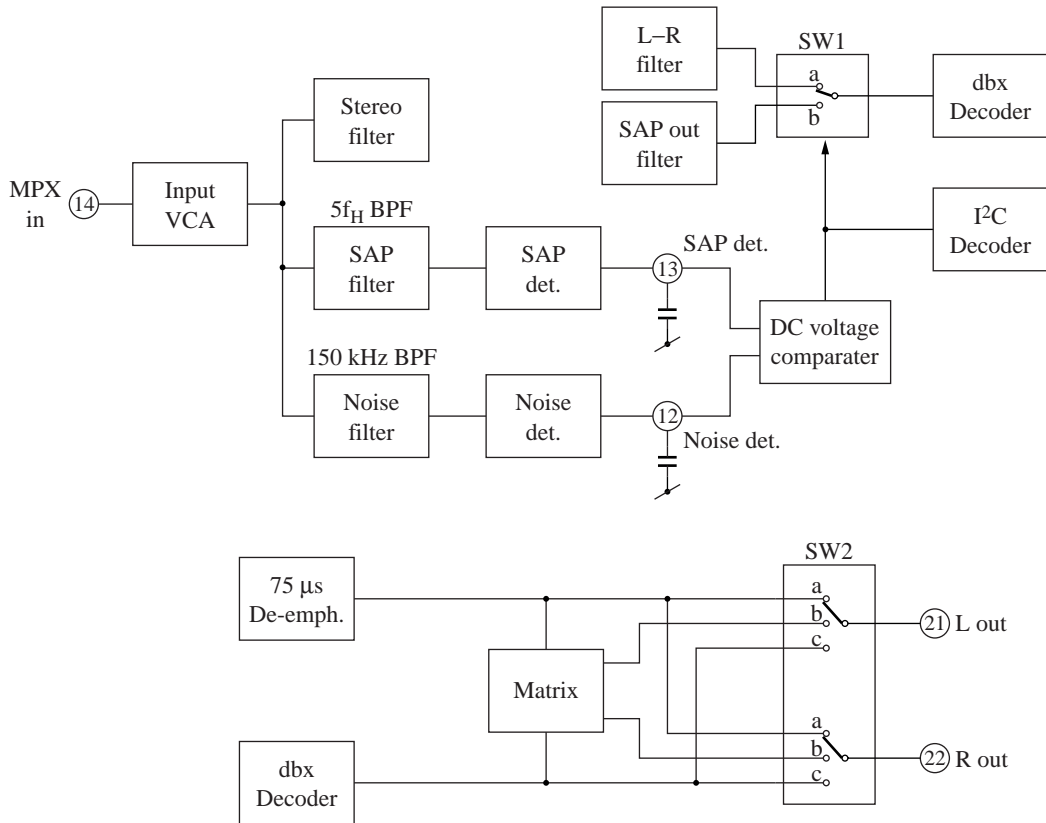 L–R
filter
SW1
a
b
dbx
Decoder
Stereo
filter
SAP out
filter
MPX
in
14
Input
VCA
5fH BPF
SAP
filter
SAP
det.
13
SAP det.
I²C
Decoder
DC voltage
comparater
150 kHz BPF
Noise
filter
Noise
det.
12
Noise det.
SW2
75 μs
De-emph.
a
b
c
21 L out
Matrix
a
b
c
22 R out
dbx
Decoder